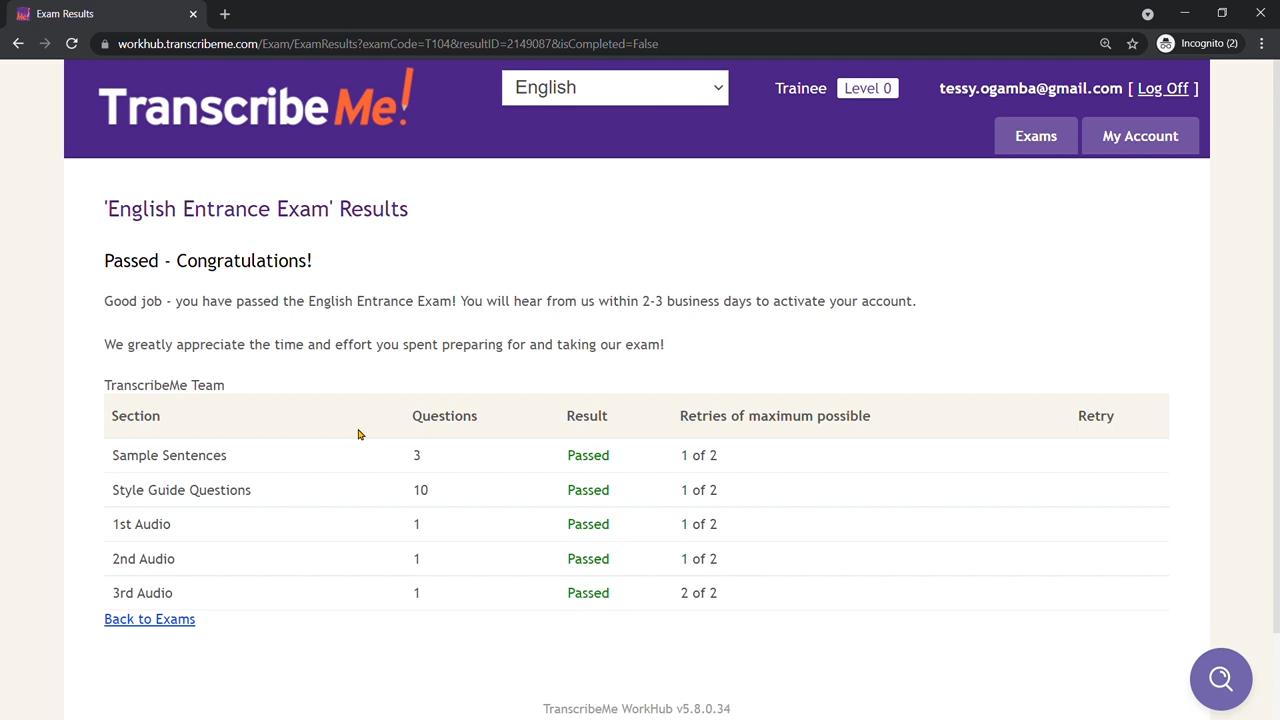 Exam Results
workhub.transcribeme.com/Exam/ExamResults?examCode=T104&resultID=2149087&isCompleted=False
Incognito (2)
TranscribeMe!
English
Trainee Level 0
tessy.ogamba@gmail.com [ Log Off ]
Exams My Account
'English Entrance Exam' Results
Passed - Congratulations!
Good job - you have passed the English Entrance Exam! You will hear from us within 2-3 business days to activate your account.
We greatly appreciate the time and effort you spent preparing for and taking our exam!
TranscribeMe Team
Section Questions Result Retries of maximum possible Retry
Sample Sentences 3 Passed 1 of 2
Style Guide Questions 10 Passed 1 of 2
1st Audio 1 Passed 1 of 2
2nd Audio 1 Passed 1 of 2
3rd Audio 1 Passed 2 of 2
Back to Exams
TranscribeMe WorkHub v5.8.0.34